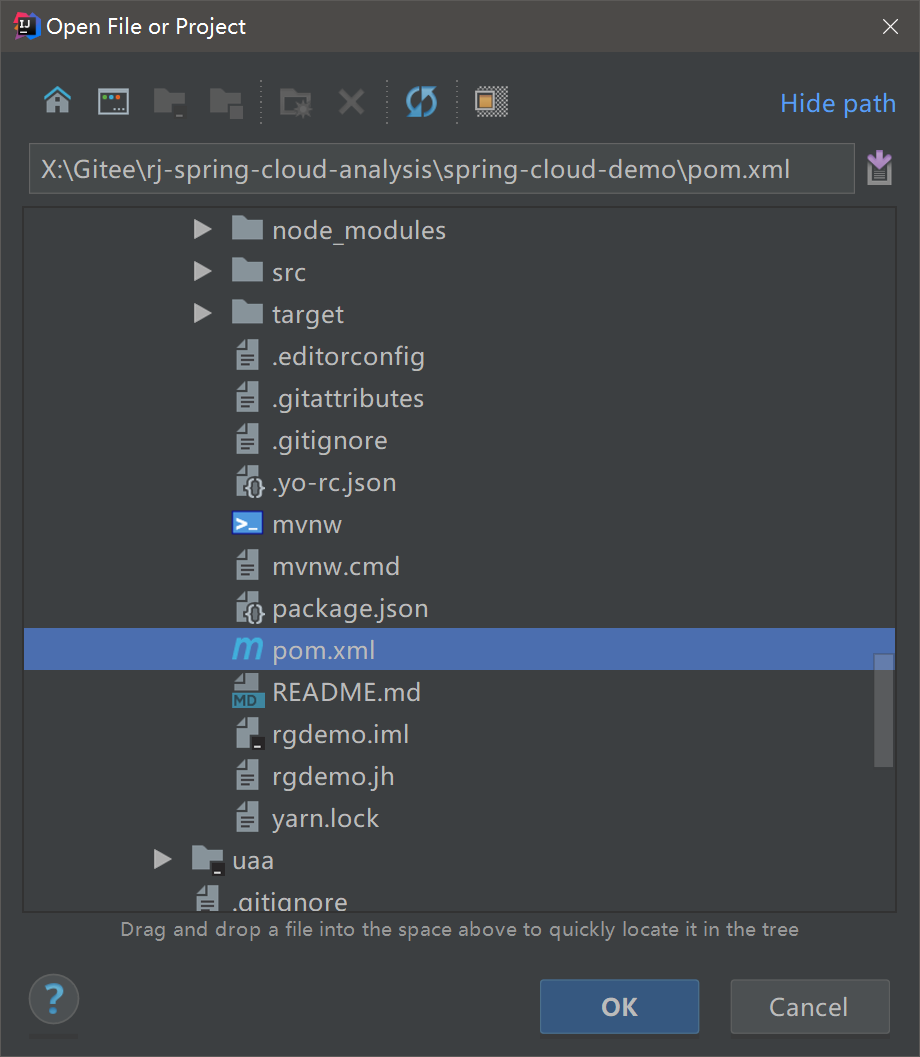 Open File or Project
Hide path
X:\Gitee\rj-spring-cloud-analysis\spring-cloud-demo\pom.xml
node_modules
src
target
.editorconfig
.gitattributes
.gitignore
.yo-rc.json
mvnw
mvnw.cmd
package.json
pom.xml
README.md
rgdemo.iml
rgdemo.jh
yarn.lock
uaa
.gitignore
Drag and drop a file into the space above to quickly locate it in the tree
?
OK
Cancel